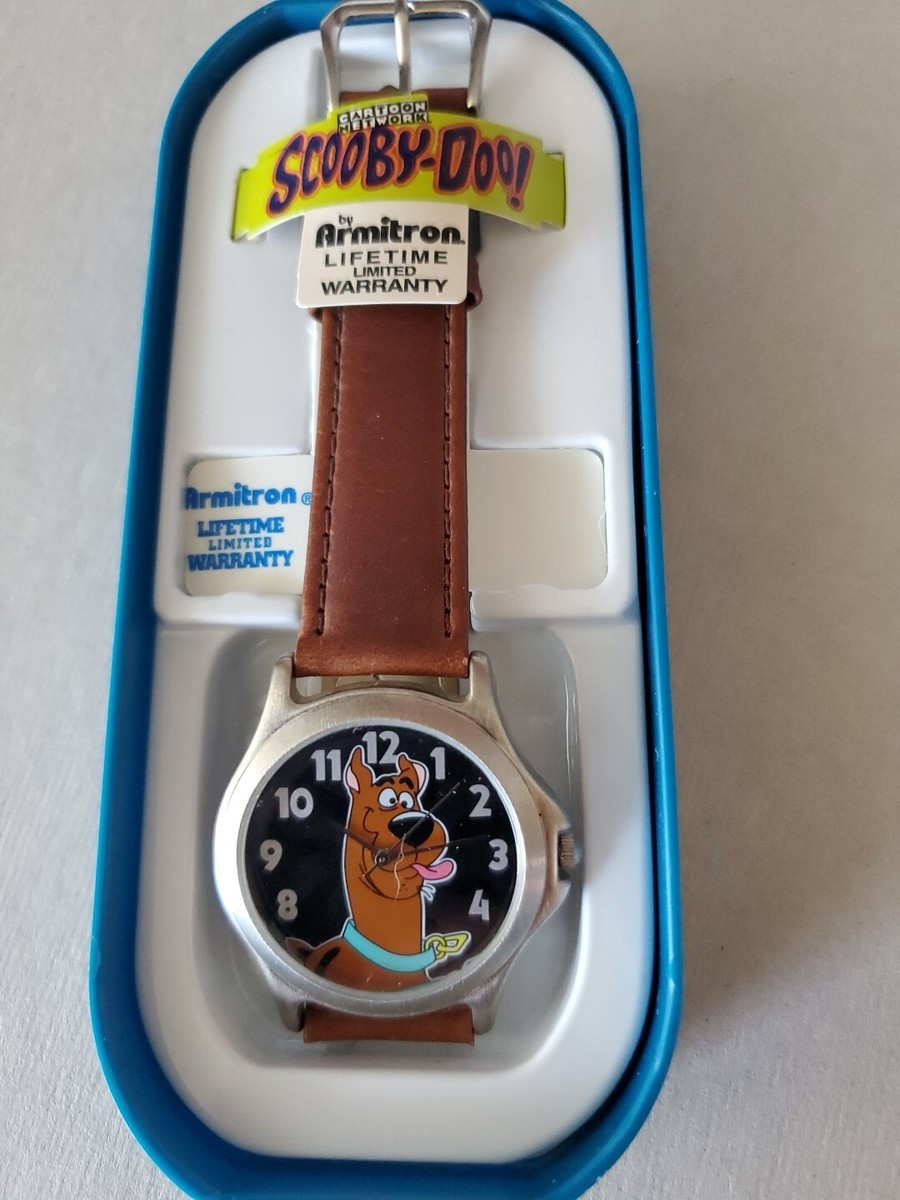 CARTOON
NETWORK
SCOOBY-DOO!
by
Armitron
LIFETIME
LIMITED
WARRANTY
Armitron®
LIFETIME
LIMITED
WARRANTY
12
11 1
10 2
9 3
8 4